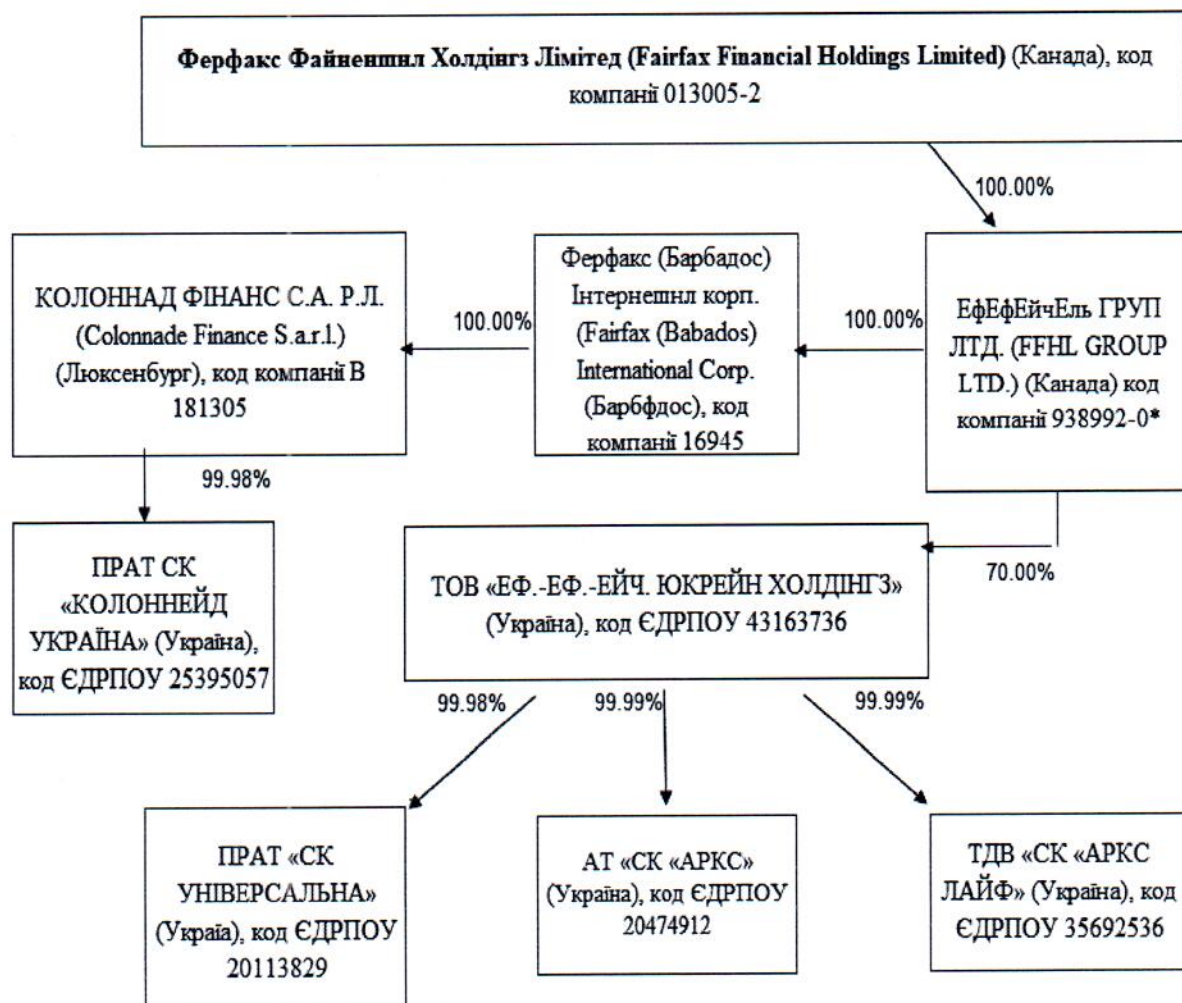 Ферфакс Файненшнл Холдінгз Лімітед (Fairfax Financial Holdings Limited) (Канада), код
компанії 013005-2
100.00%
КОЛОННАД ФІНАНС С.А. Р.Л.
(Colonnade Finance S.a.r.l.)
(Люксенбург), код компанії В
181305
100.00%
Ферфакс (Барбадос)
Інтернешнл корп.
(Fairfax (Babados)
International Corp.
(Барбфдос), код
компанії 16945
100.00%
ЕфЕфЕйчЕль ГРУП
ЛТД. (FFHL GROUP
LTD.) (Канада) код
компанії 938992-0*
99.98%
70.00%
ПРАТ СК
«КОЛОННЕЙД
УКРАЇНА» (Україна),
код ЄДРПОУ 25395057
ТОВ «ЕФ.-ЕФ.-ЕЙЧ. ЮКРЕЙН ХОЛДІНГЗ»
(Україна), код ЄДРПОУ 43163736
99.98%
99.99%
99.99%
ПРАТ «СК
УНІВЕРСАЛЬНА»
(Украіа), код ЄДРПОУ
20113829
АТ «СК «АРКС»
(Україна), код ЄДРПОУ
20474912
ТДВ «СК «АРКС
ЛАЙФ» (Україна), код
ЄДРПОУ 35692536